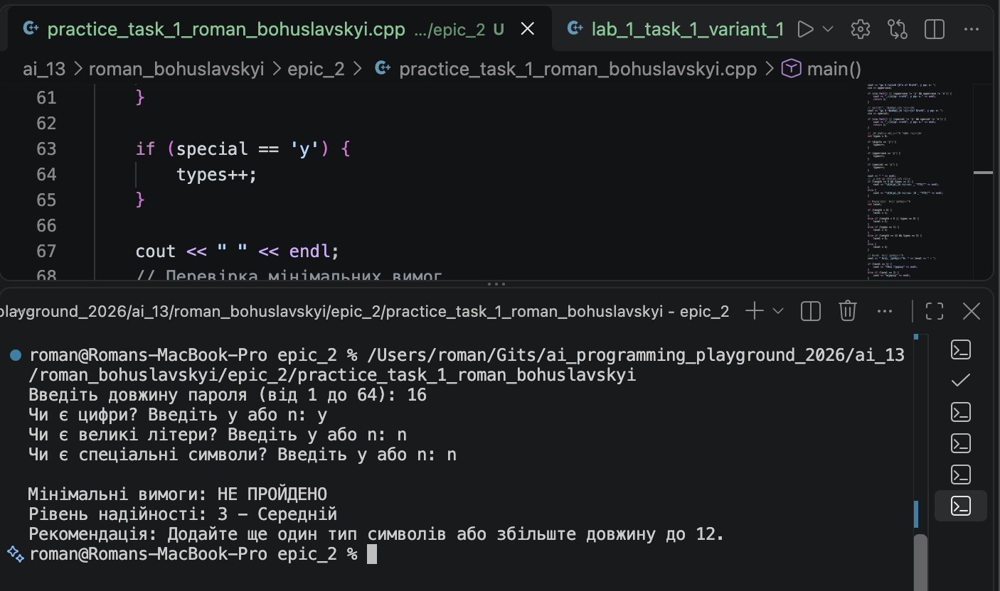 practice_task_1_roman_bohuslavskyi.cpp .../epic_2 U
lab_1_task_1_variant_1
ai_13 > roman_bohuslavskyi > epic_2 > practice_task_1_roman_bohuslavskyi.cpp > main()
61 }
62
63 if (special == 'y') {
64 types++;
65 }
66
67 cout << " " << endl;
68 // Перевірка мінімальних вимог
playground_2026/ai_13/roman_bohuslavskyi/epic_2/practice_task_1_roman_bohuslavskyi - epic_2
roman@Romans-MacBook-Pro epic_2 % /Users/roman/Gits/ai_programming_playground_2026/ai_13
/roman_bohuslavskyi/epic_2/practice_task_1_roman_bohuslavskyi
Введіть довжину пароля (від 1 до 64): 16
Чи є цифри? Введіть y або n: y
Чи є великі літери? Введіть y або n: n
Чи є спеціальні символи? Введіть y або n: n
Мінімальні вимоги: НЕ ПРОЙДЕНО
Рівень надійності: 3 – Середній
Рекомендація: Додайте ще один тип символів або збільште довжину до 12.
roman@Romans-MacBook-Pro epic_2 %